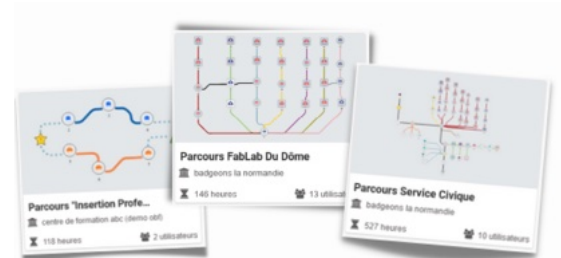 Parcours "Insertion Profe...
centre de formation abc (demo obf)
118 heures
2 utilisateurs
Parcours FabLab Du Dôme
badgeons la normandie
146 heures
13 utilisat
Parcours Service Civique
badgeons la normandie
527 heures
10 utilisateurs